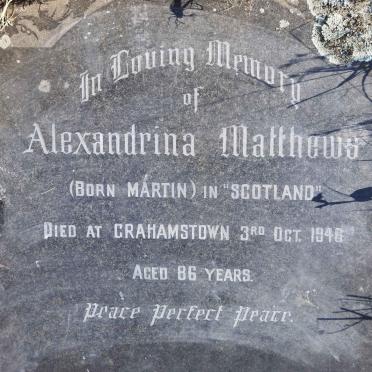 In Loving Memory
of
Alexandrina Matthews
(BORN MARTIN) IN "SCOTLAND"
DIED AT GRAHAMSTOWN 3RD OCT. 1946
AGED 86 YEARS.
Peace Perfect Peace.